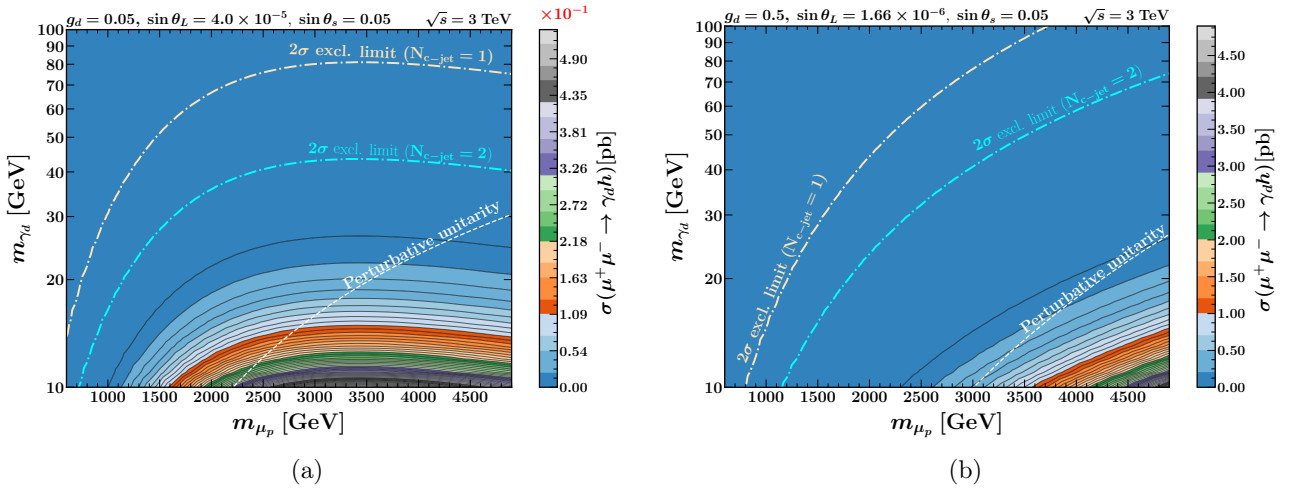 g_d = 0.05, sin θ_L = 4.0 × 10^−5, sin θ_s = 0.05 √s = 3 TeV
×10^−1
2σ excl. limit (N_c−jet = 1)
2σ excl. limit (N_c−jet = 2)
Perturbative unitarity
100
90
80
70
60
50
40
30
20
10
m_γ_d [GeV]
1000 1500 2000 2500 3000 3500 4000 4500
m_μ_p [GeV]
4.90
4.35
3.81
3.26
2.72
2.18
1.63
1.09
0.54
0.00
σ(μ^+μ^− → γ_d h)[pb]
(a)
g_d = 0.5, sin θ_L = 1.66 × 10^−6, sin θ_s = 0.05 √s = 3 TeV
2σ excl. limit (N_c−jet = 1)
2σ excl. limit (N_c−jet = 2)
Perturbative unitarity
100
90
80
70
60
50
40
30
20
10
m_γ_d [GeV]
1000 1500 2000 2500 3000 3500 4000 4500
m_μ_p [GeV]
4.50
4.00
3.50
3.00
2.50
2.00
1.50
1.00
0.50
0.00
σ(μ^+μ^− → γ_d h)[pb]
(b)